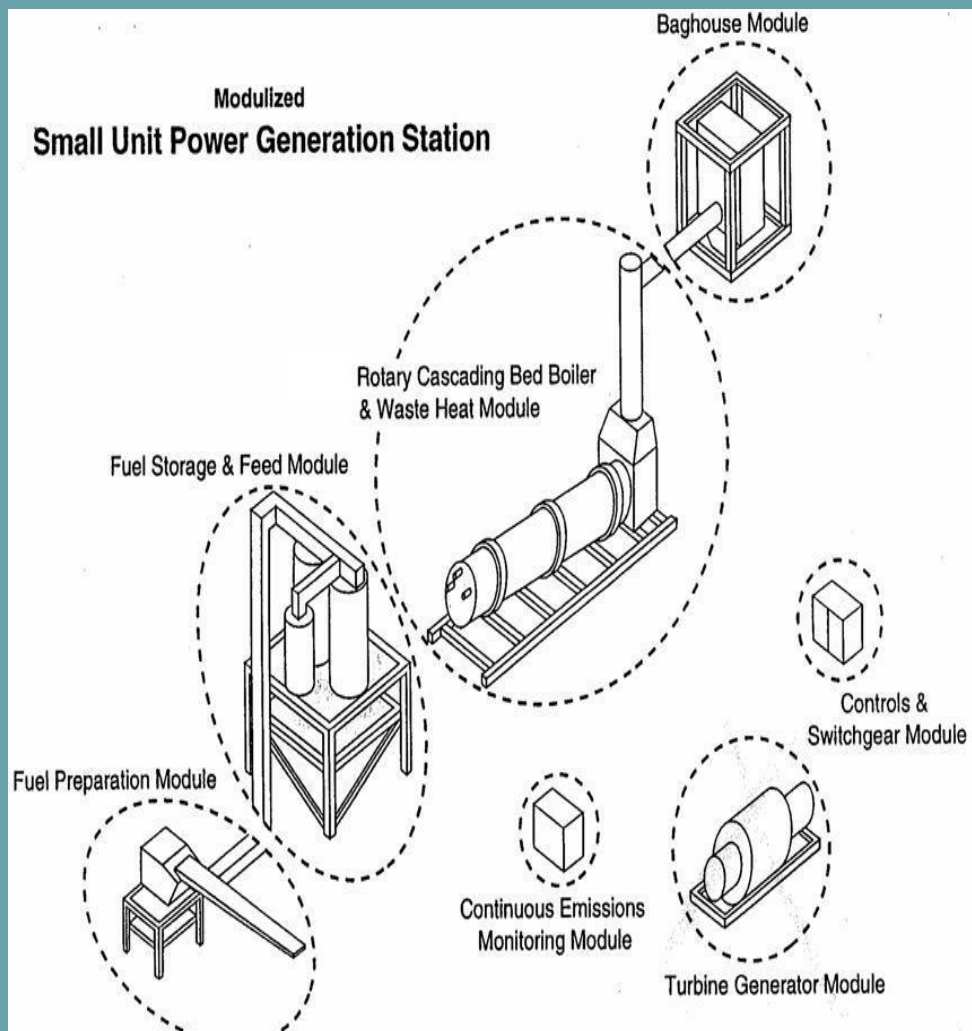 Modulized
Small Unit Power Generation Station
Baghouse Module
Rotary Cascading Bed Boiler
& Waste Heat Module
Fuel Storage & Feed Module
Controls &
Switchgear Module
Fuel Preparation Module
Continuous Emissions
Monitoring Module
Turbine Generator Module